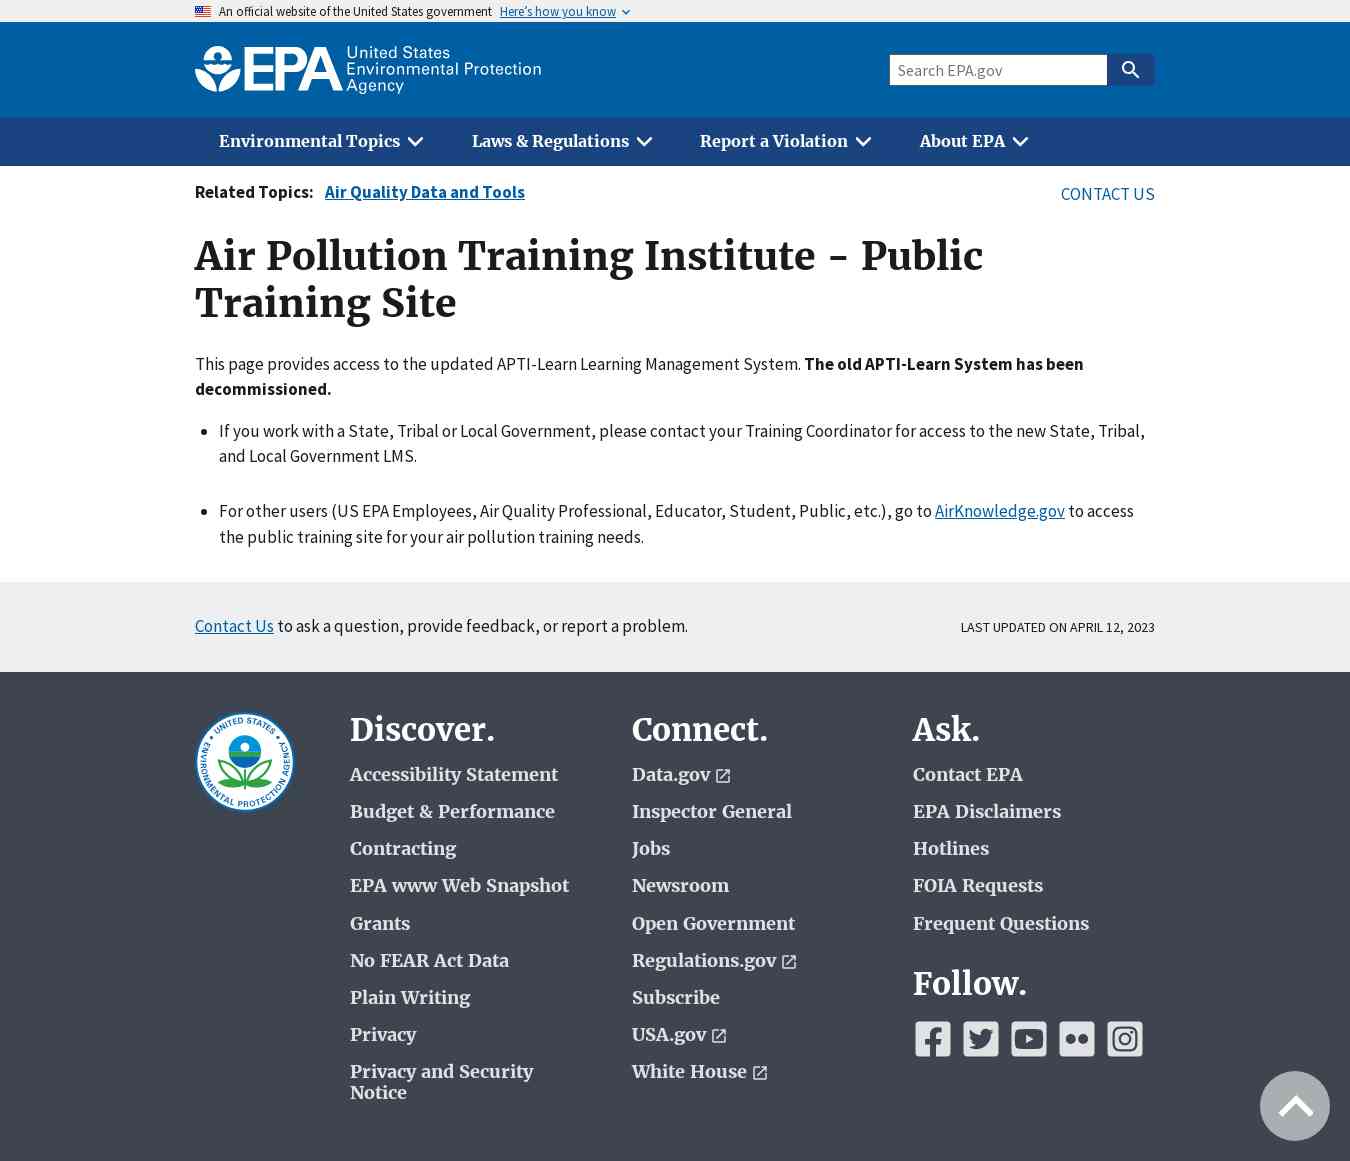 An official website of the United States government Here's how you know
EPA United States
Environmental Protection
Agency
Search EPA.gov
Environmental Topics Laws & Regulations Report a Violation About EPA
Related Topics: Air Quality Data and Tools CONTACT US
Air Pollution Training Institute - Public
Training Site
This page provides access to the updated APTI-Learn Learning Management System. The old APTI-Learn System has been
decommissioned.
If you work with a State, Tribal or Local Government, please contact your Training Coordinator for access to the new State, Tribal,
and Local Government LMS.
For other users (US EPA Employees, Air Quality Professional, Educator, Student, Public, etc.), go to AirKnowledge.gov to access
the public training site for your air pollution training needs.
Contact Us to ask a question, provide feedback, or report a problem. LAST UPDATED ON APRIL 12, 2023
UNITED STATES
ENVIRONMENTAL PROTECTION AGENCY
Discover.
Accessibility Statement
Budget & Performance
Contracting
EPA www Web Snapshot
Grants
No FEAR Act Data
Plain Writing
Privacy
Privacy and Security
Notice
Connect.
Data.gov
Inspector General
Jobs
Newsroom
Open Government
Regulations.gov
Subscribe
USA.gov
White House
Ask.
Contact EPA
EPA Disclaimers
Hotlines
FOIA Requests
Frequent Questions
Follow.